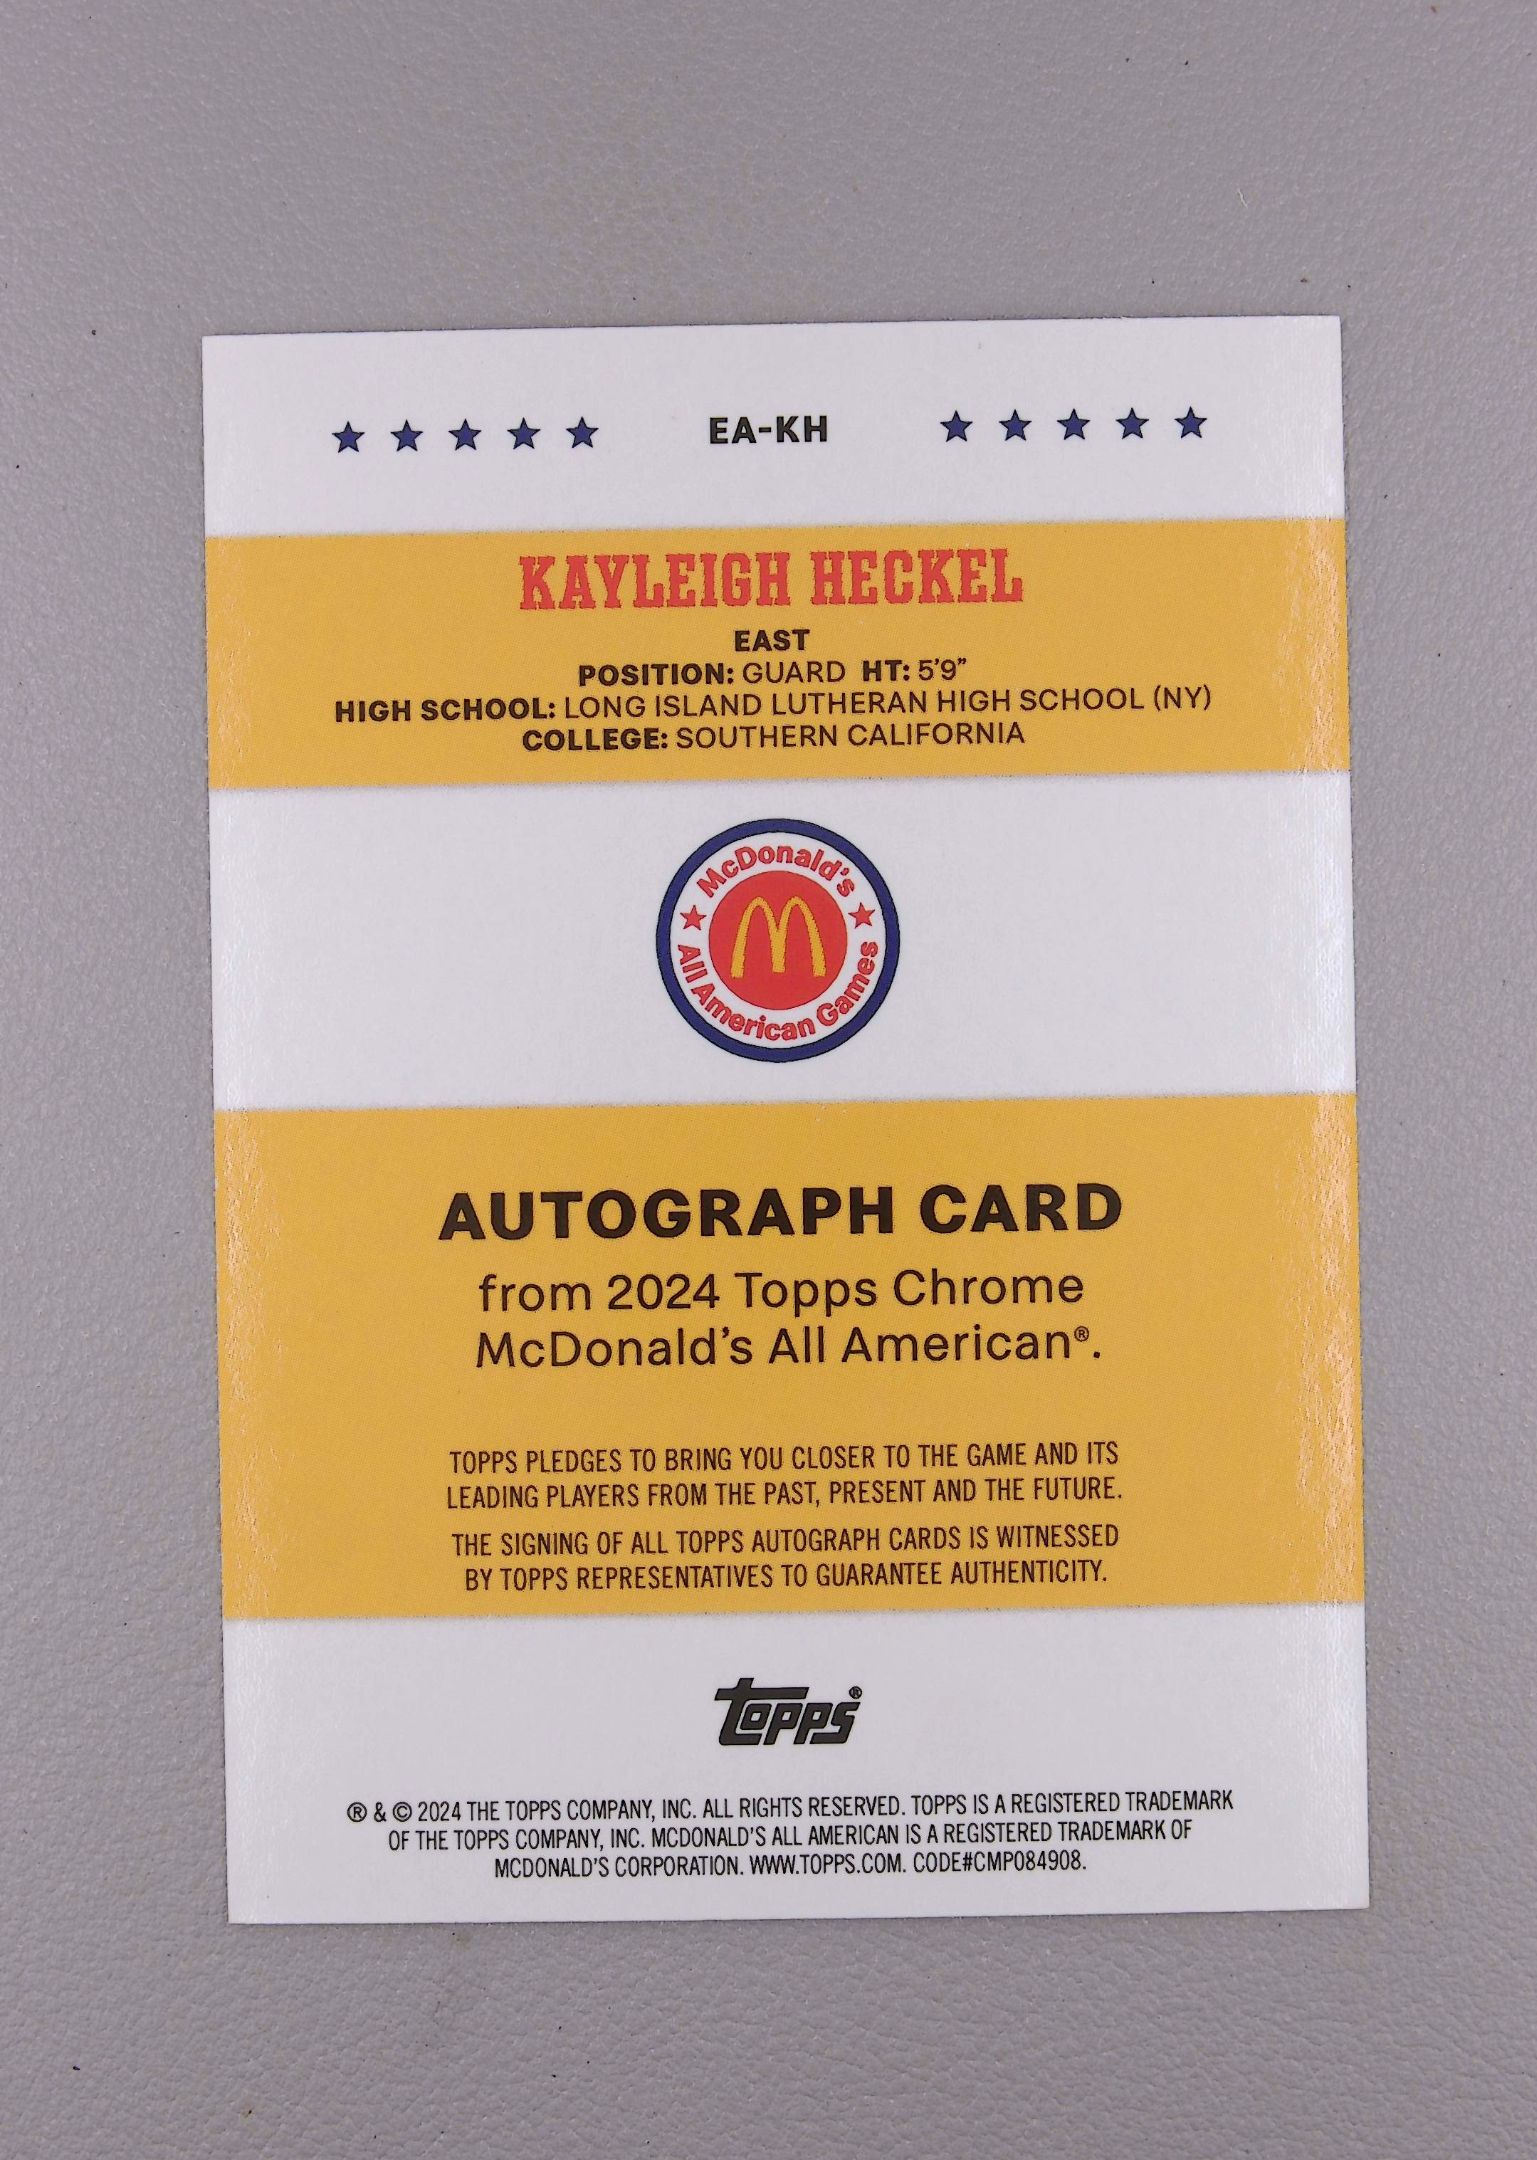 EA-KH
KAYLEIGH HECKEL
EAST
POSITION: GUARD HT: 5'9"
HIGH SCHOOL: LONG ISLAND LUTHERAN HIGH SCHOOL (NY)
COLLEGE: SOUTHERN CALIFORNIA
McDonald's
All American Games
AUTOGRAPH CARD
from 2024 Topps Chrome
McDonald's All American®.
TOPPS PLEDGES TO BRING YOU CLOSER TO THE GAME AND ITS
LEADING PLAYERS FROM THE PAST, PRESENT AND THE FUTURE.
THE SIGNING OF ALL TOPPS AUTOGRAPH CARDS IS WITNESSED
BY TOPPS REPRESENTATIVES TO GUARANTEE AUTHENTICITY.
topps®
® & © 2024 THE TOPPS COMPANY, INC. ALL RIGHTS RESERVED. TOPPS IS A REGISTERED TRADEMARK
OF THE TOPPS COMPANY, INC. MCDONALD'S ALL AMERICAN IS A REGISTERED TRADEMARK OF
MCDONALD'S CORPORATION. WWW.TOPPS.COM. CODE#CMP084908.